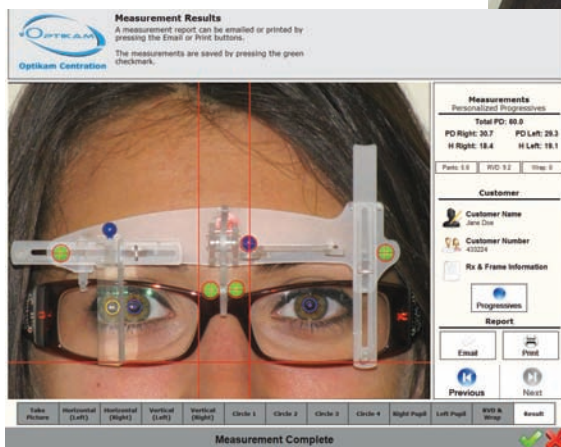 OPTIKAM
Optikam Centration
Measurement Results
A measurement report can be emailed or printed by
pressing the Email or Print buttons.
The measurements are saved by pressing the green
checkmark.
Measurements
Personalized Progressives
Total PD: 60.0
PD Right: 30.7 PD Left: 29.3
H Right: 18.4 H Left: 19.1
Panto: RVD: 9.2 Wrap:
Customer
Customer Name
Jane Doe
Customer Number
433224
Rx & Frame Information
Progressives
Report
Email Print
Previous Next
Take Picture
Horizontal (Left)
Horizontal (Right)
Vertical (Left)
Vertical (Right)
Circle 1
Circle 2
Circle 3
Circle 4
Right Pupil
Left Pupil
RVD & Wrap
Result
Measurement Complete